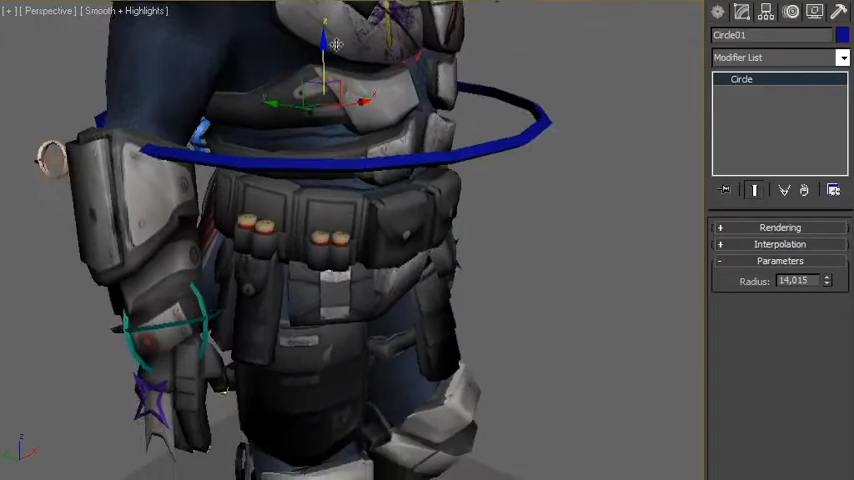 [ + ] [ Perspective ] [ Smooth + Highlights ]
Circle01
Modifier List
Circle
+ Rendering
+ Interpolation
- Parameters
Radius: 14,015
z
x
z